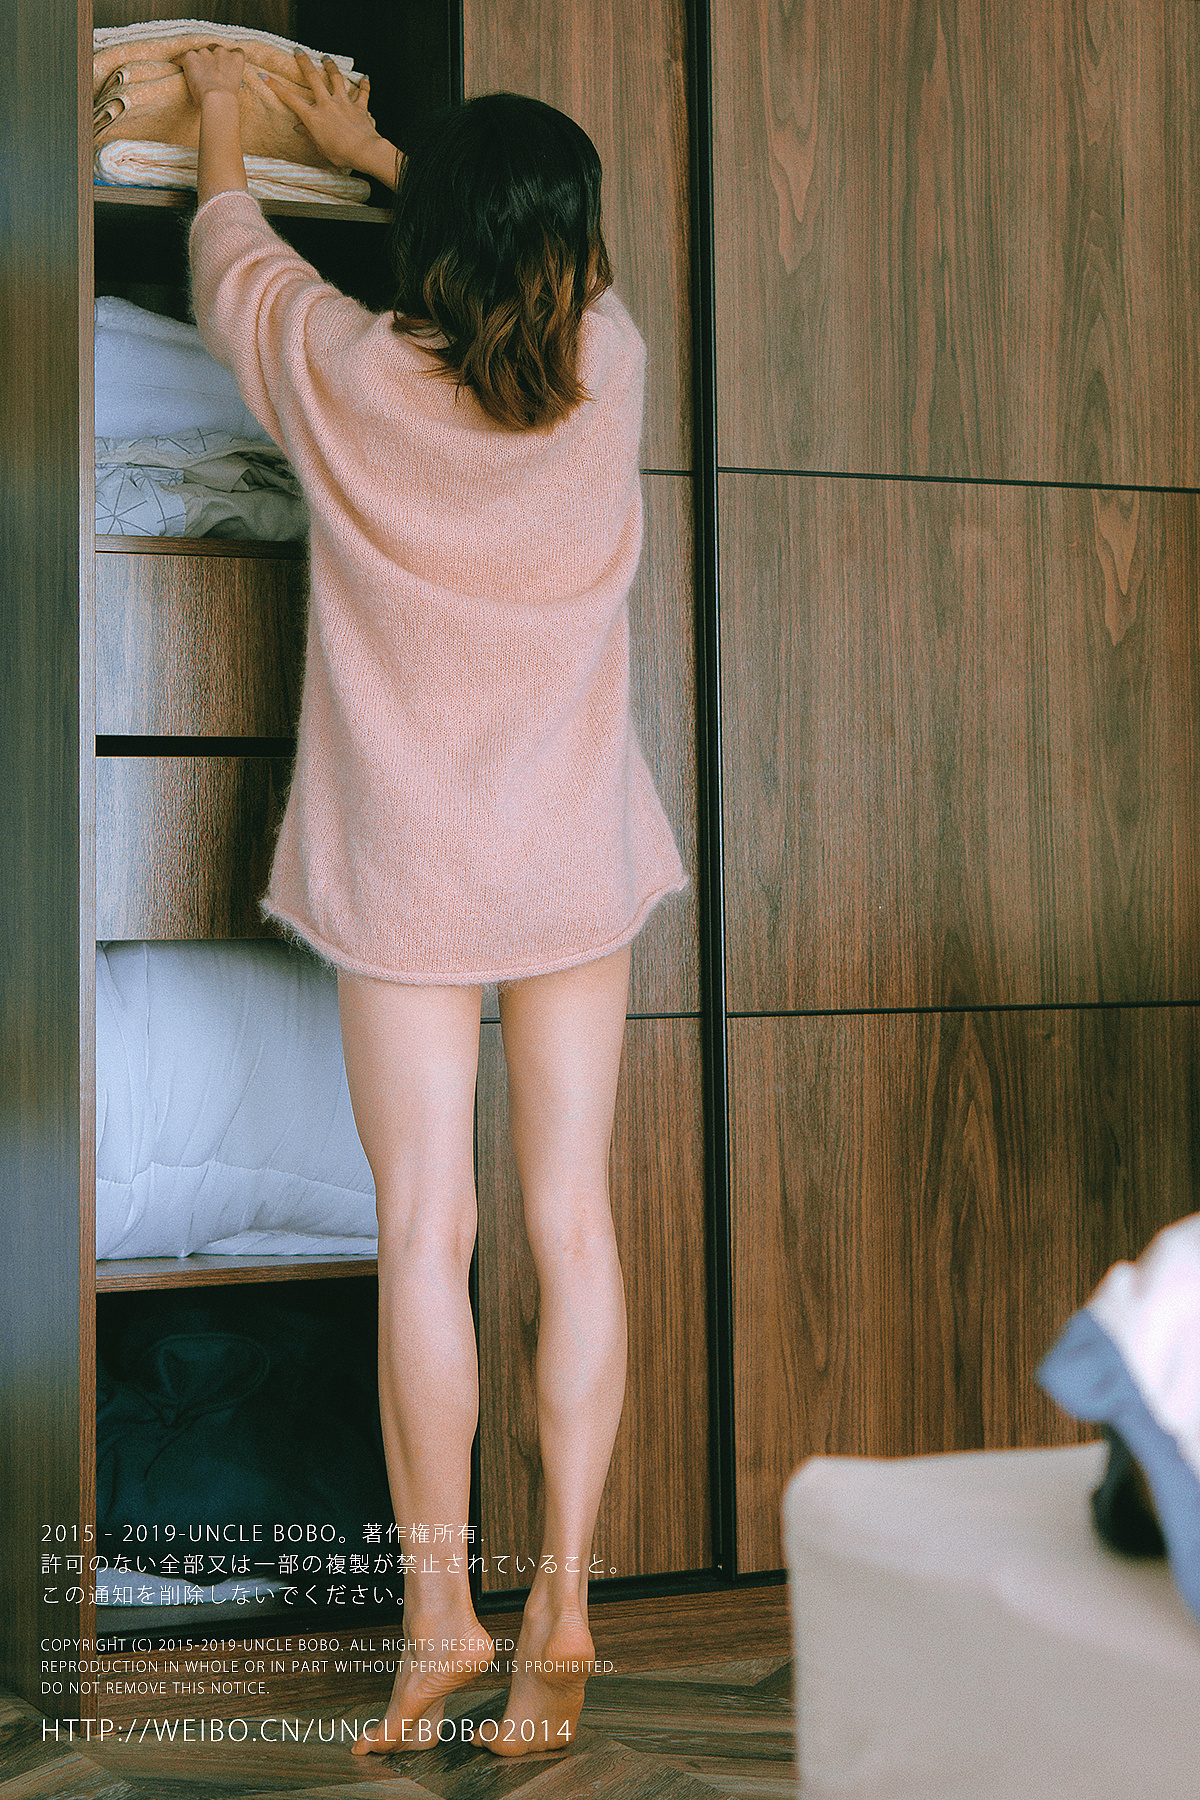 2015 - 2019-UNCLE BOBO。著作権所有.
許可のない全部又は一部の複製が禁止されていること。
この通知を削除しないでください。
COPYRIGHT (C) 2015-2019-UNCLE BOBO. ALL RIGHTS RESERVED.
REPRODUCTION IN WHOLE OR IN PART WITHOUT PERMISSION IS PROHIBITED.
DO NOT REMOVE THIS NOTICE.
HTTP://WEIBO.CN/UNCLEBOBO2014